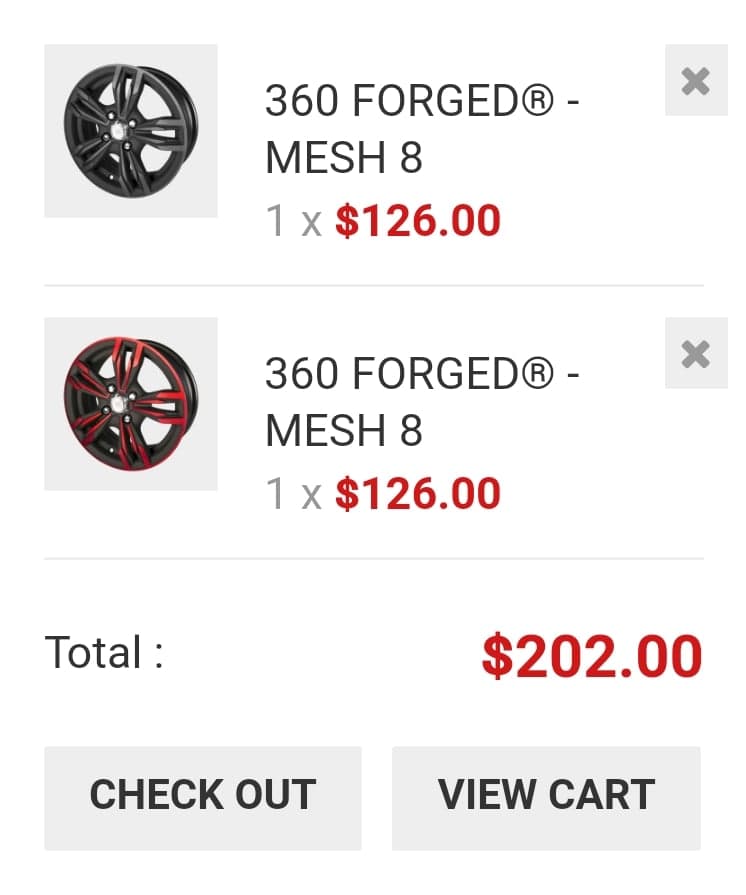 360 FORGED® -
MESH 8
1 x $126.00
360 FORGED® -
MESH 8
1 x $126.00
Total : $202.00
CHECK OUT VIEW CART